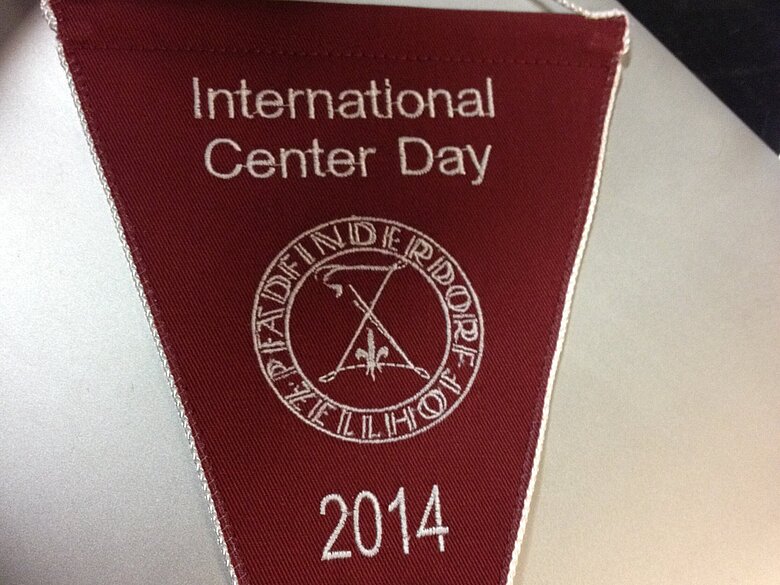 International
Center Day
PFADFINDERDORF
ZELLHOF
2014